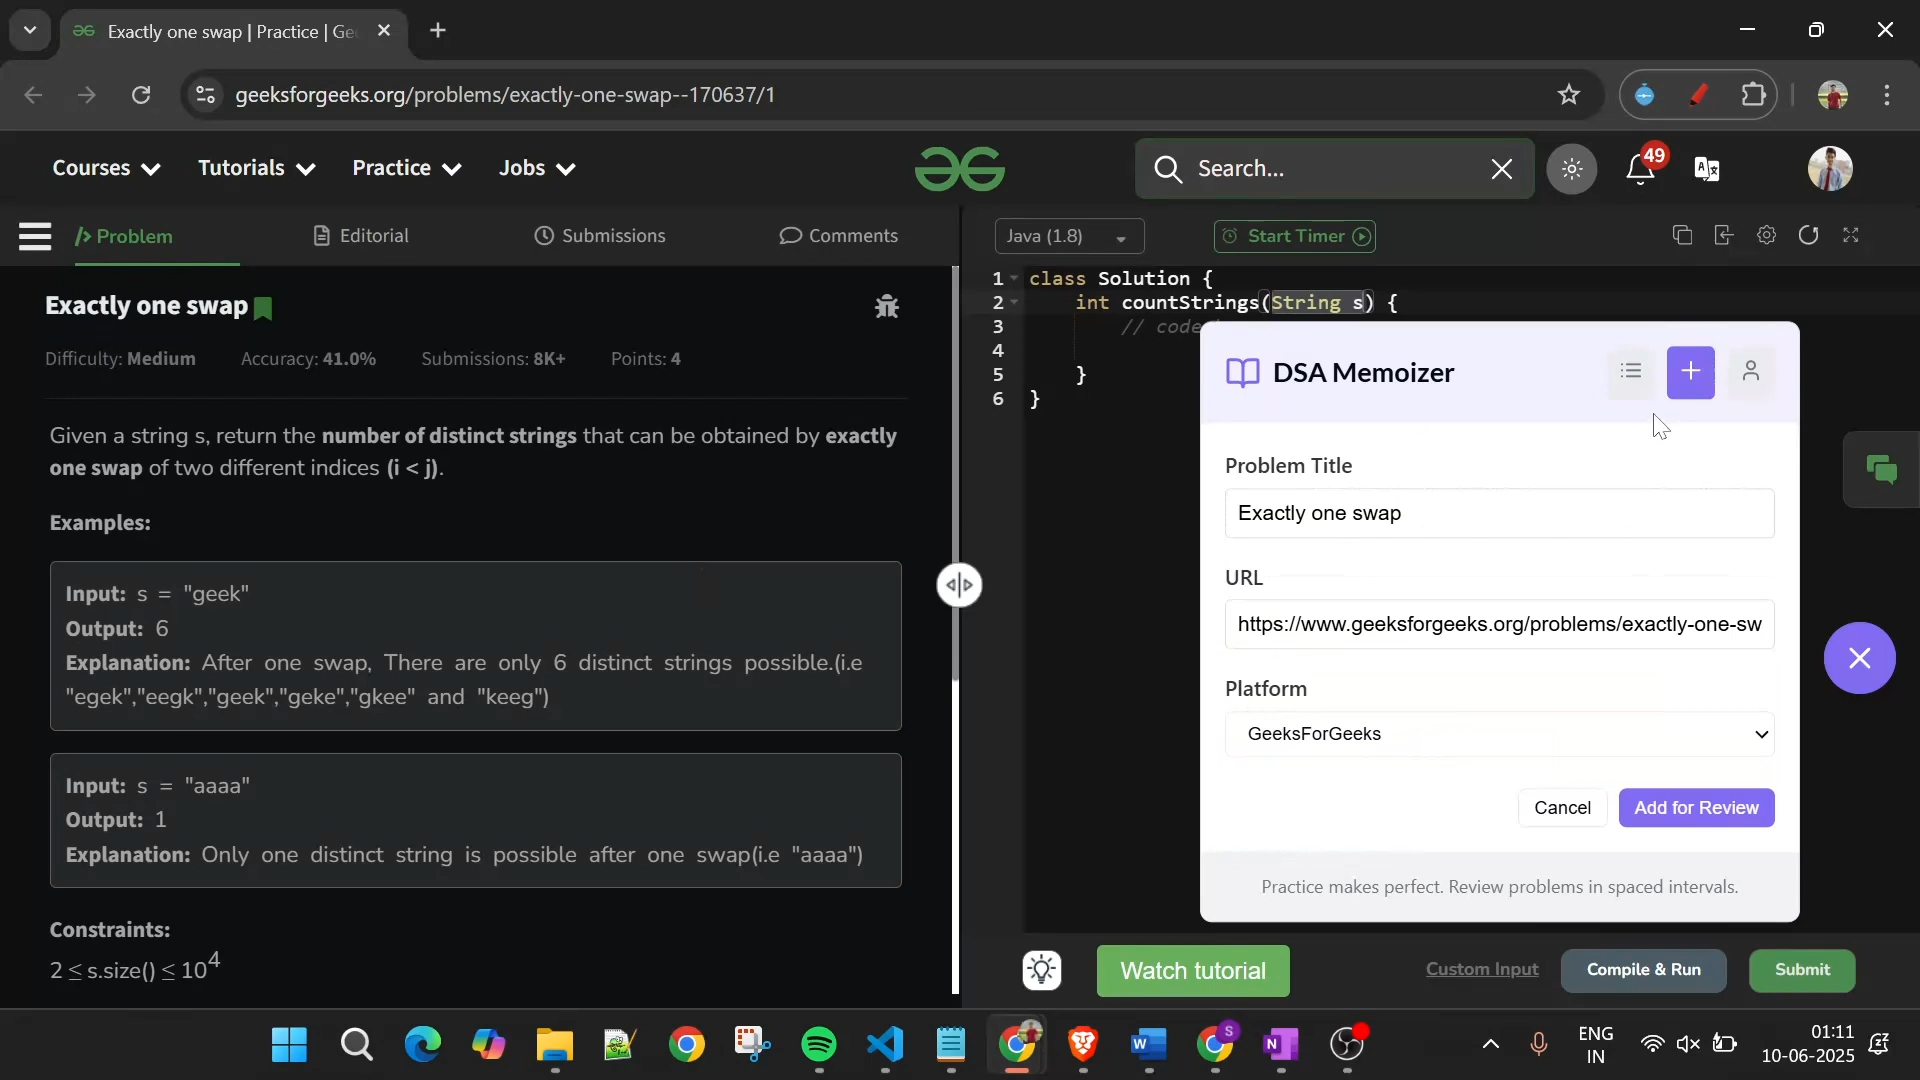 Exactly one swap | Practice | Ge
geeksforgeeks.org/problems/exactly-one-swap--170637/1
Courses Tutorials Practice Jobs Search... 49
Problem Editorial Submissions Comments Java (1.8) Start Timer
Exactly one swap
Difficulty: Medium Accuracy: 41.0% Submissions: 8K+ Points: 4
Given a string s, return the number of distinct strings that can be obtained by exactly
one swap of two different indices (i < j).
Examples:
Input: s = "geek"
Output: 6
Explanation: After one swap, There are only 6 distinct strings possible.(i.e
"egek","eegk","geek","geke","gkee" and "keeg")
Input: s = "aaaa"
Output: 1
Explanation: Only one distinct string is possible after one swap(i.e "aaaa")
Constraints:
2 ≤ s.size() ≤ 10⁴
1 class Solution {
2 int countStrings(String s) {
3 // code
4
5 }
6 }
DSA Memoizer
Problem Title
Exactly one swap
URL
https://www.geeksforgeeks.org/problems/exactly-one-sw
Platform
GeeksForGeeks
Cancel Add for Review
Practice makes perfect. Review problems in spaced intervals.
Watch tutorial Custom Input Compile & Run Submit
S
W
N
ENG
IN
01:11
10-06-2025